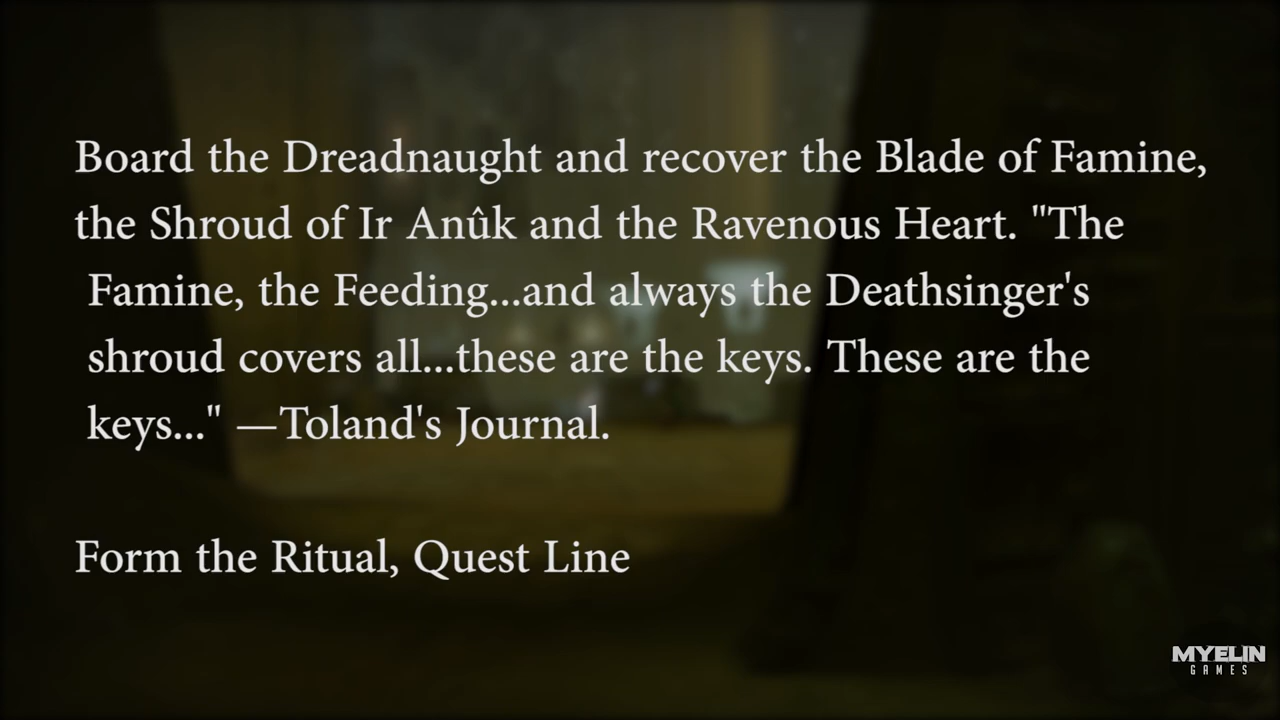 Board the Dreadnaught and recover the Blade of Famine,
the Shroud of Ir Anûk and the Ravenous Heart. "The
Famine, the Feeding...and always the Deathsinger's
shroud covers all...these are the keys. These are the
keys..." —Toland's Journal.
Form the Ritual, Quest Line
MYELIN
GAMES